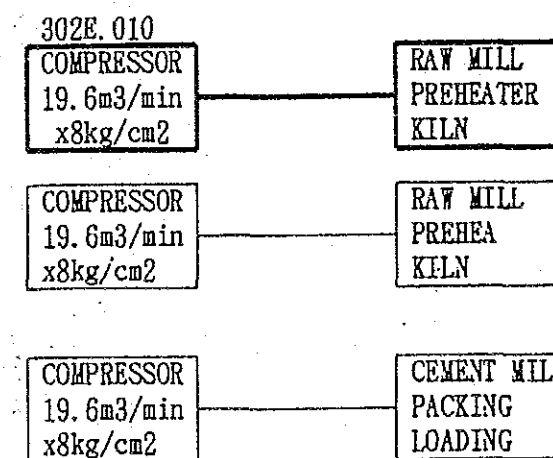 302E.010
COMPRESSOR
19.6m3/min
x8kg/cm2
RAW MILL
PREHEATER
KILN
COMPRESSOR
19.6m3/min
x8kg/cm2
RAW MILL
PREHEA
KILN
COMPRESSOR
19.6m3/min
x8kg/cm2
CEMENT MIL
PACKING
LOADING